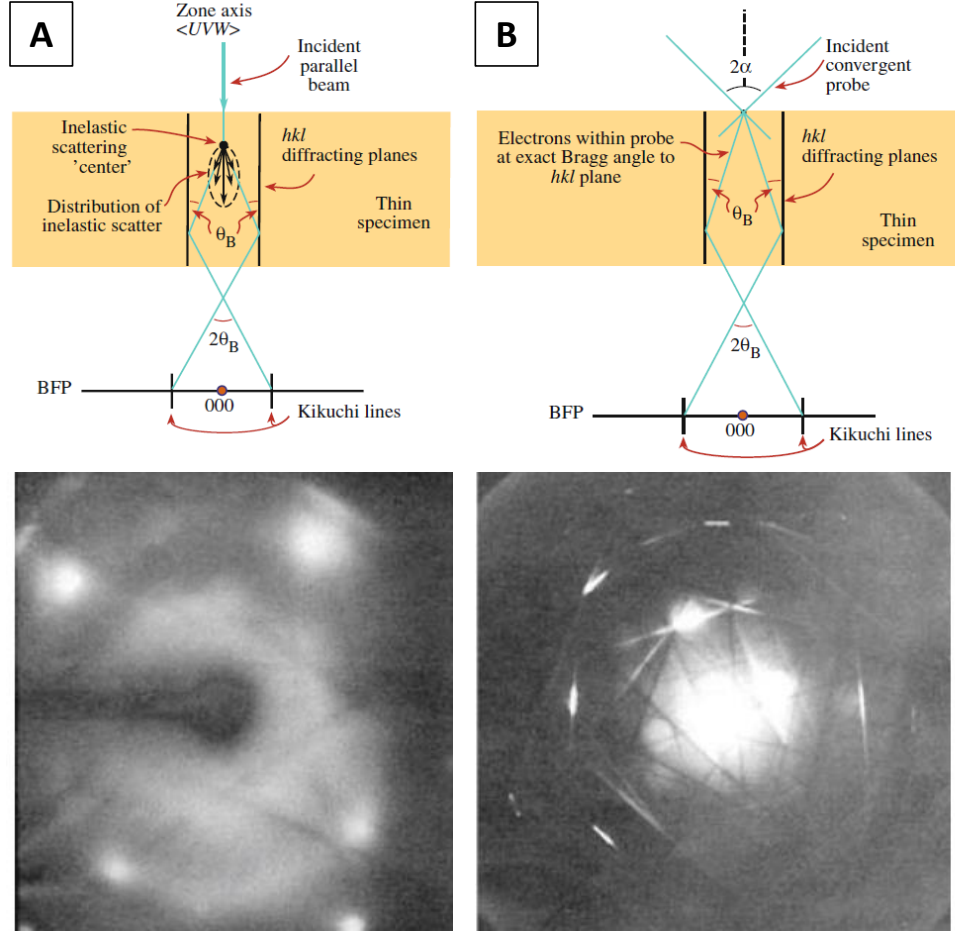 A
Zone axis
<UVW>
Incident
parallel
beam
Inelastic
scattering
'center'
hkl
diffracting planes
Distribution of
inelastic scatter
θB
Thin
specimen
2θB
BFP
000
Kikuchi lines
B
2α
Incident
convergent
probe
Electrons within probe
at exact Bragg angle to
hkl plane
hkl
diffracting planes
θB
Thin
specimen
2θB
BFP
000
Kikuchi lines